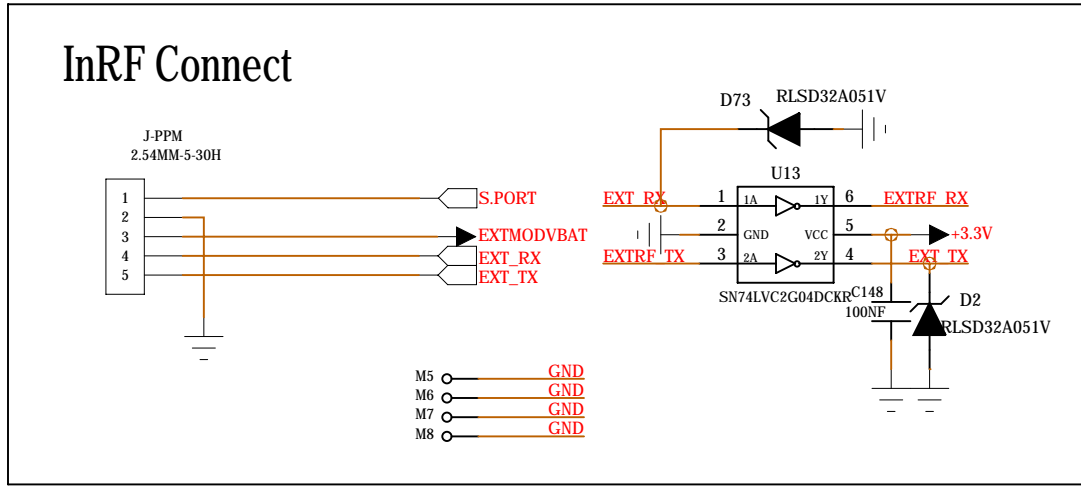 InRF Connect
J-PPM
2.54MM-5-30H
1
S.PORT
2
3
EXTMODVBAT
4
EXT_RX
5
EXT_TX
M5
GND
M6
GND
M7
GND
M8
GND
D73
RLSD32A051V
U13
EXT_RX
1
1A
1Y
6
EXTRF_RX
2
GND
VCC
5
+3.3V
EXTRF_TX
3
2A
2Y
4
EXT_TX
SN74LVC2G04DCKR
C148
100NF
D2
RLSD32A051V